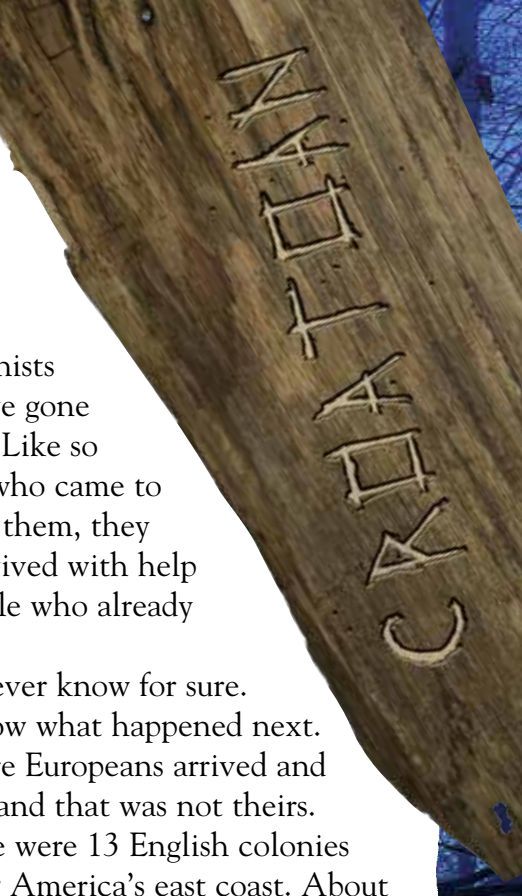 CROATOAN
nists
e gone
Like so
who came to
them, they
ived with help
le who already
ever know for sure.
ow what happened next.
e Europeans arrived and
and that was not theirs.
e were 13 English colonies
America's east coast. About